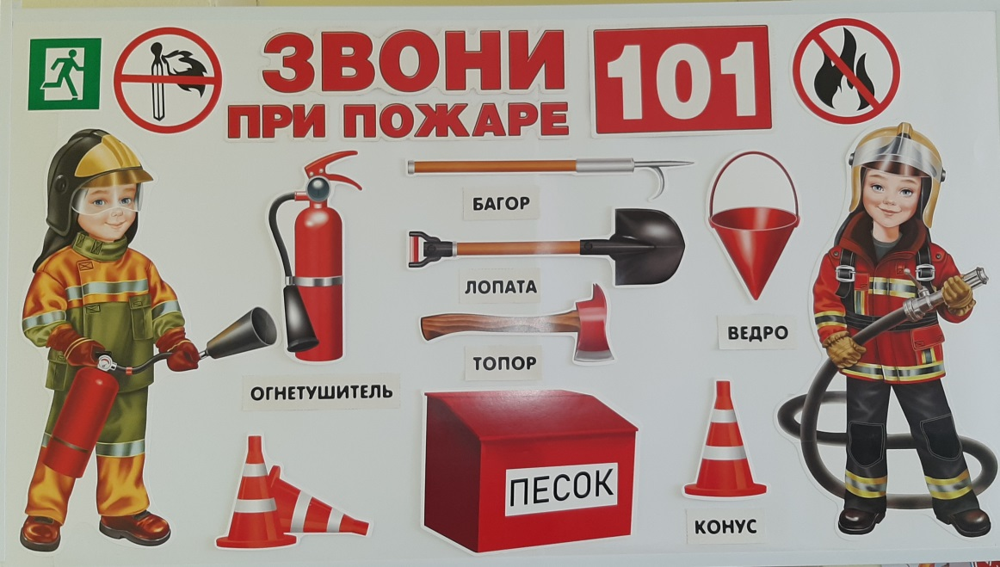 ЗВОНИ 101
ПРИ ПОЖАРЕ
БАГОР
ЛОПАТА
ТОПОР
ВЕДРО
ОГНЕТУШИТЕЛЬ
ПЕСОК
КОНУС